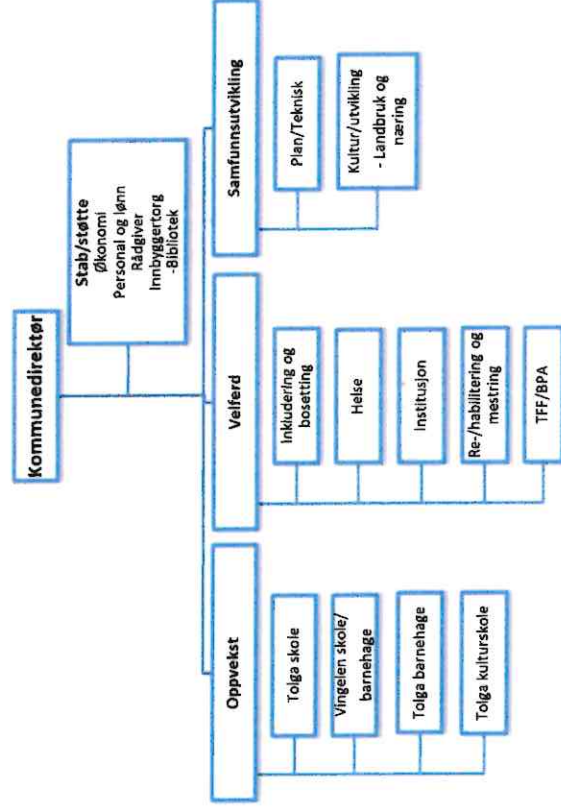 Kommunedirektør
Stab/støtte
Økonomi
Personal og lønn
Rådgiver
Innbyggertorg
-Bibliotek
Oppvekst
Tolga skole
Vingelen skole/
barnehage
Tolga barnehage
Tolga kulturskole
Velferd
Inkludering og
bosetting
Helse
Institusjon
Re-/habilitering og
mestring
TFF/BPA
Samfunnsutvikling
Plan/Teknisk
Kultur/utvikling
- Landbruk og
næring